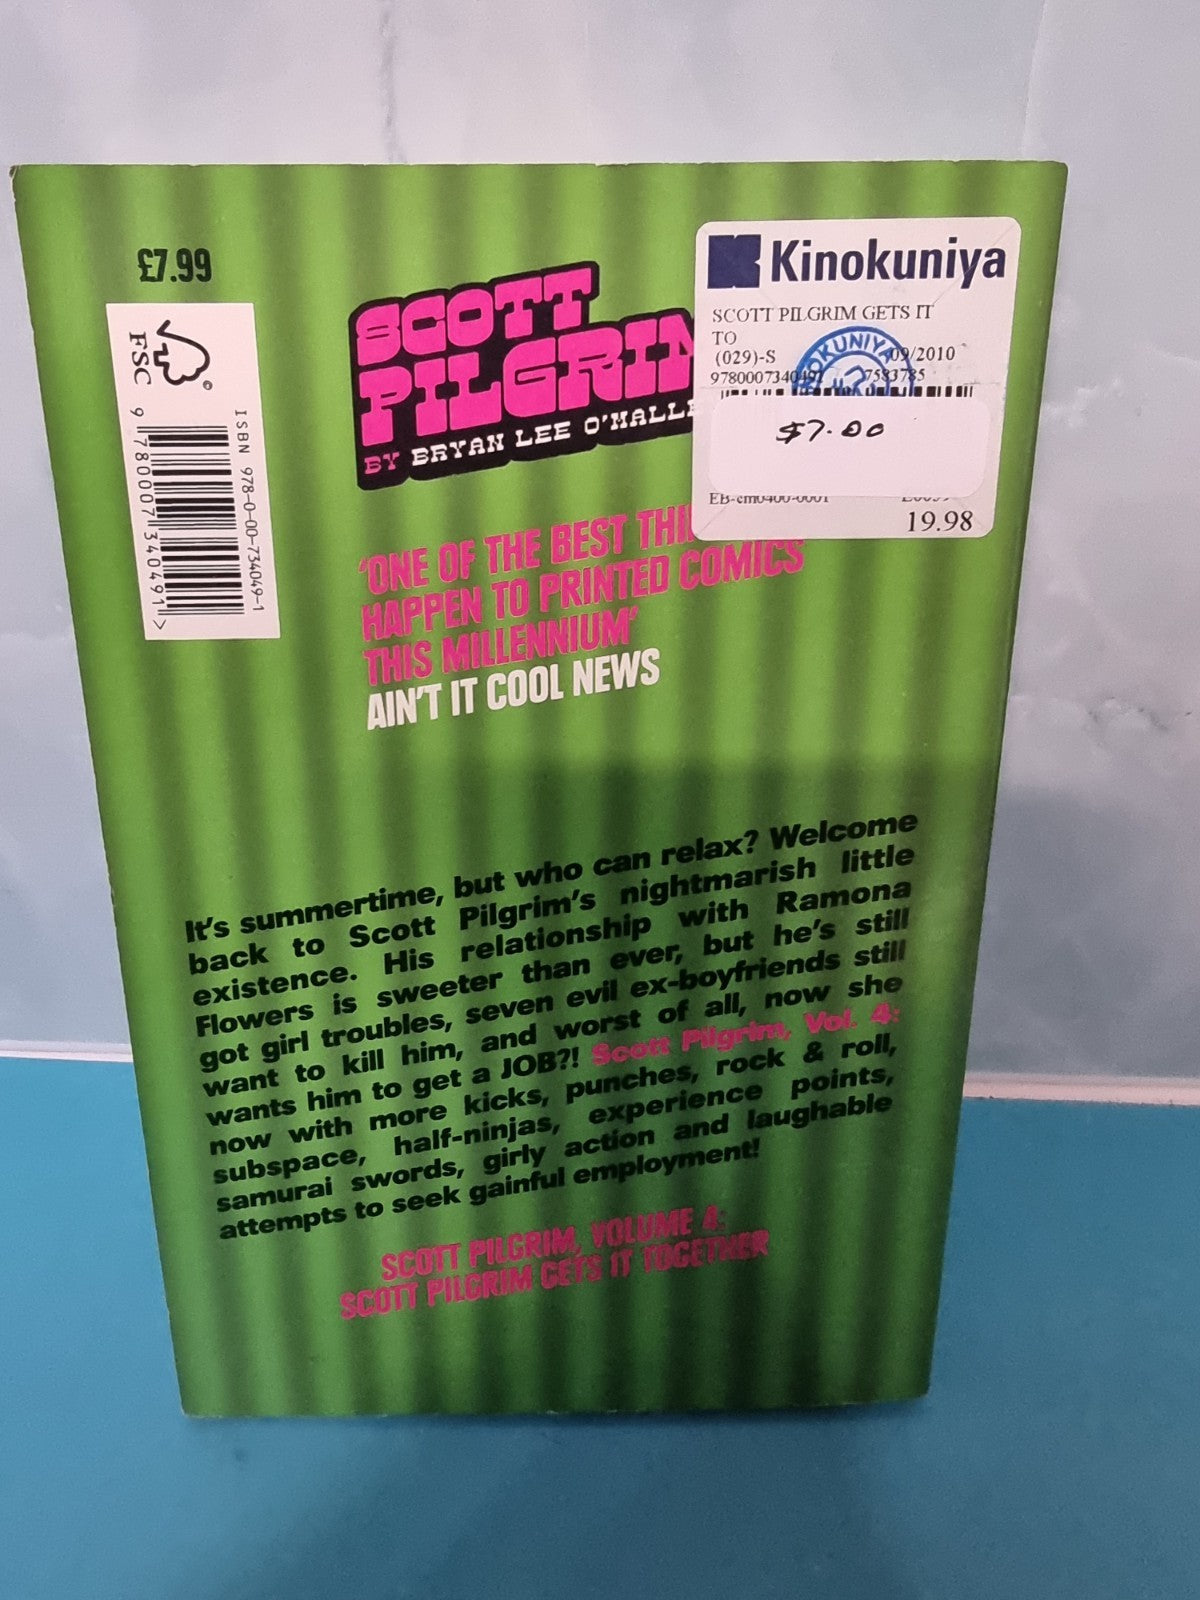 £7.99
FSC
ISBN 978-0-00-734049-1
9 780007 340491 >
SCOTT
PILGRIM
BY BRYAN LEE O'MALLE
Kinokuniya
SCOTT PILGRIM GETS IT
TO
(029)-S 09/2010
9780007340491 7583785
$7.00
EB-cm0400-0001
19.98
'ONE OF THE BEST THI
HAPPEN TO PRINTED COMICS
THIS MILLENNIUM'
AIN'T IT COOL NEWS
It's summertime, but who can relax? Welcome
back to Scott Pilgrim's nightmarish little
existence. His relationship with Ramona
Flowers is sweeter than ever, but he's still
got girl troubles, seven evil ex-boyfriends still
want to kill him, and worst of all, now she
wants him to get a JOB?! Scott Pilgrim, Vol. 4:
now with more kicks, punches, rock & roll,
subspace, half-ninjas, experience points,
samurai swords, girly action and laughable
attempts to seek gainful employment!
SCOTT PILGRIM, VOLUME 4:
SCOTT PILGRIM GETS IT TOGETHER